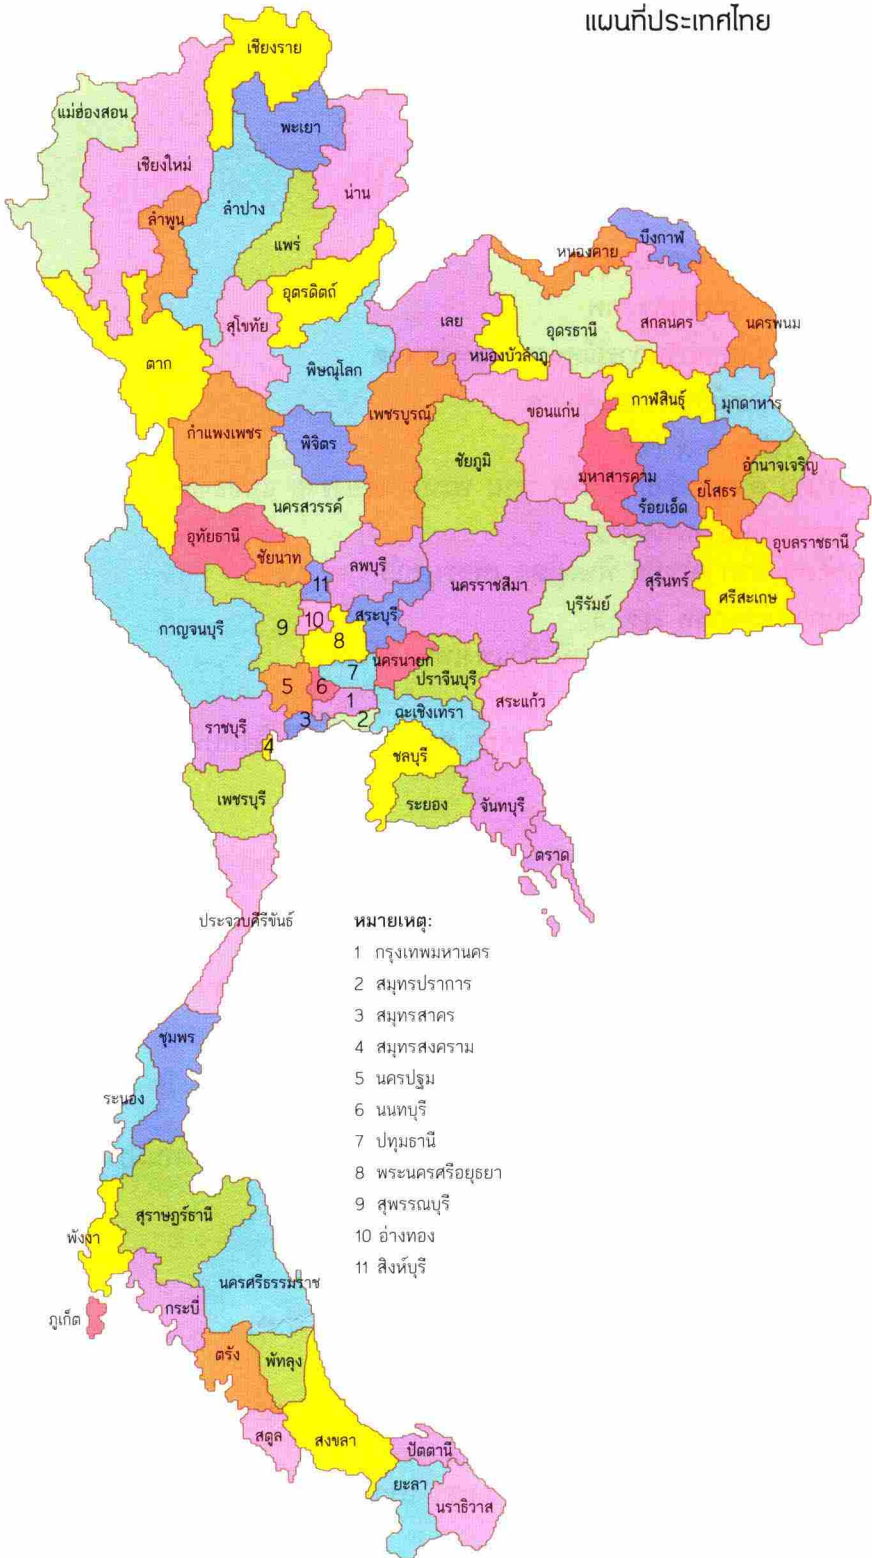 แผนที่ประเทศไทย
เชียงราย
แม่ฮ่องสอน
พะเยา
เชียงใหม่
น่าน
ลำปาง
ลำพูน
แพร่
บึงกาฬ
หนองคาย
อุตรดิตถ์
สุโขทัย
เลย
อุดรธานี
สกลนคร
นครพนม
หนองบัวลำภู
ตาก
พิษณุโลก
กาฬสินธุ์
มุกดาหาร
เพชรบูรณ์
ขอนแก่น
กำแพงเพชร
พิจิตร
ชัยภูมิ
มหาสารคาม
อำนาจเจริญ
ยโสธร
นครสวรรค์
ร้อยเอ็ด
อุทัยธานี
อุบลราชธานี
ชัยนาท
ลพบุรี
นครราชสีมา
สุรินทร์
ศรีสะเกษ
11
บุรีรัมย์
กาญจนบุรี
10
สระบุรี
9
8
นครนายก
7
ปราจีนบุรี
5
6
1
สระแก้ว
ฉะเชิงเทรา
ราชบุรี
3
2
4
ชลบุรี
เพชรบุรี
ระยอง
จันทบุรี
ตราด
ประจวบคีรีขันธ์
หมายเหตุ:
1 กรุงเทพมหานคร
2 สมุทรปราการ
3 สมุทรสาคร
4 สมุทรสงคราม
5 นครปฐม
6 นนทบุรี
7 ปทุมธานี
8 พระนครศรีอยุธยา
9 สุพรรณบุรี
10 อ่างทอง
11 สิงห์บุรี
ชุมพร
ระนอง
สุราษฎร์ธานี
พังงา
นครศรีธรรมราช
กระบี่
ภูเก็ต
ตรัง
พัทลุง
สตูล
สงขลา
ปัตตานี
ยะลา
นราธิวาส